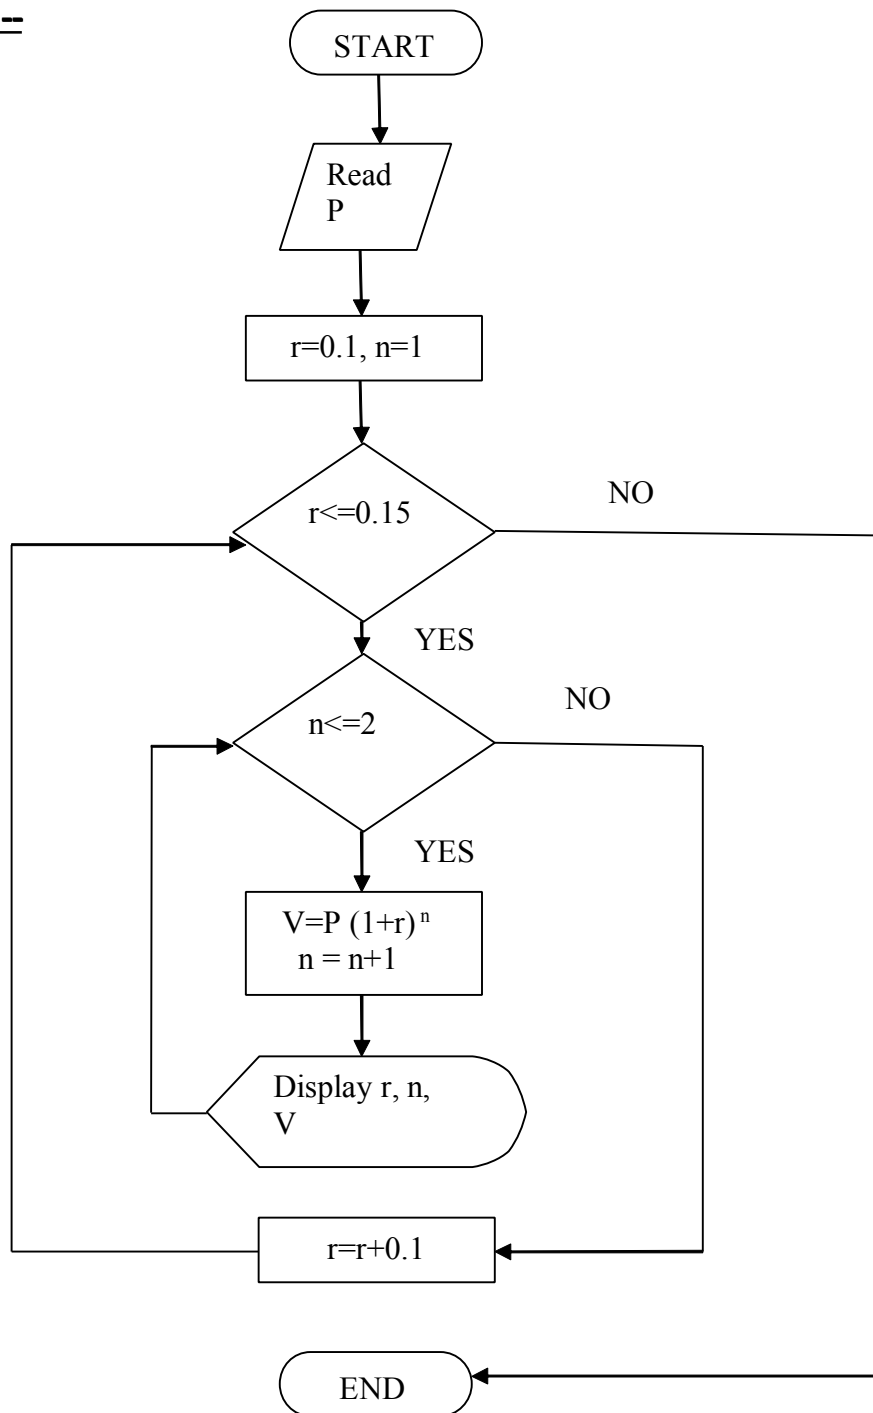 START
Read
P
r=0.1, n=1
r<=0.15
NO
YES
n<=2
NO
YES
V=P (1+r) ⁿ
n = n+1
Display r, n,
V
r=r+0.1
END